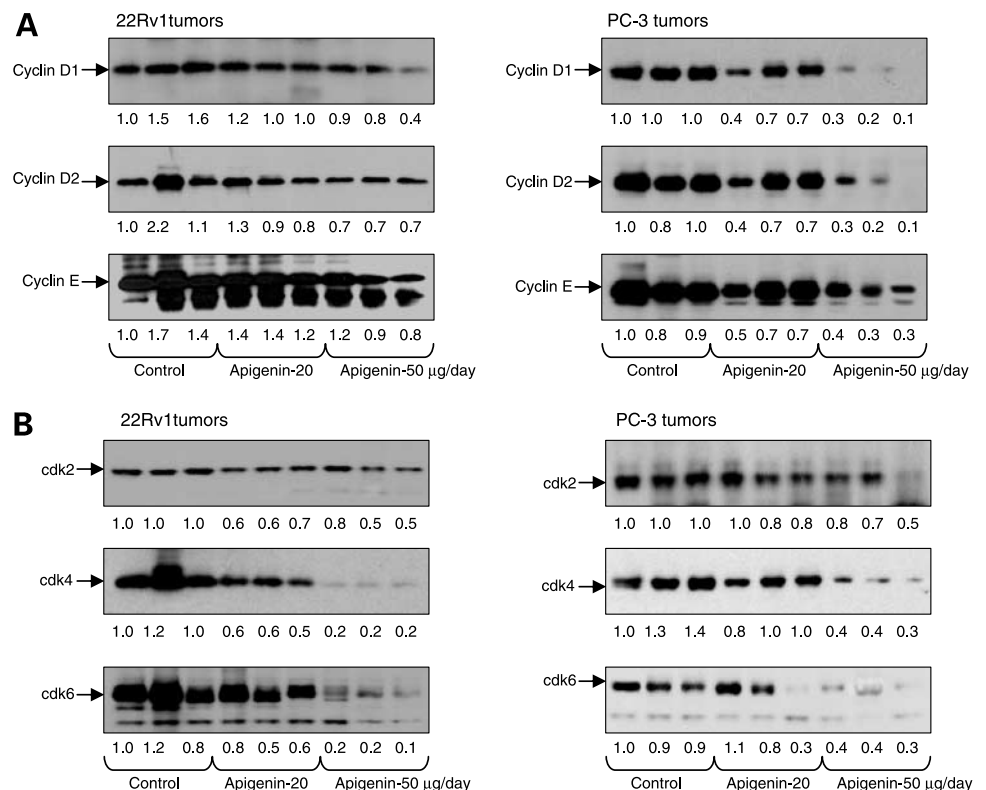 A
22Rv1tumors
PC-3 tumors
Cyclin D1
Cyclin D1
1.0 1.5 1.6 1.2 1.0 1.0 0.9 0.8 0.4
1.0 1.0 1.0 0.4 0.7 0.7 0.3 0.2 0.1
Cyclin D2
Cyclin D2
1.0 2.2 1.1 1.3 0.9 0.8 0.7 0.7 0.7
1.0 0.8 1.0 0.4 0.7 0.7 0.3 0.2 0.1
Cyclin E
Cyclin E
1.0 1.7 1.4 1.4 1.4 1.2 1.2 0.9 0.8
1.0 0.8 0.9 0.5 0.7 0.7 0.4 0.3 0.3
Control Apigenin-20 Apigenin-50 μg/day
Control Apigenin-20 Apigenin-50 μg/day
B
22Rv1tumors
PC-3 tumors
cdk2
cdk2
1.0 1.0 1.0 0.6 0.6 0.7 0.8 0.5 0.5
1.0 1.0 1.0 1.0 0.8 0.8 0.8 0.7 0.5
cdk4
cdk4
1.0 1.2 1.0 0.6 0.6 0.5 0.2 0.2 0.2
1.0 1.3 1.4 0.8 1.0 1.0 0.4 0.4 0.3
cdk6
cdk6
1.0 1.2 0.8 0.8 0.5 0.6 0.2 0.2 0.1
1.0 0.9 0.9 1.1 0.8 0.3 0.4 0.4 0.3
Control Apigenin-20 Apigenin-50 μg/day
Control Apigenin-20 Apigenin-50 μg/day